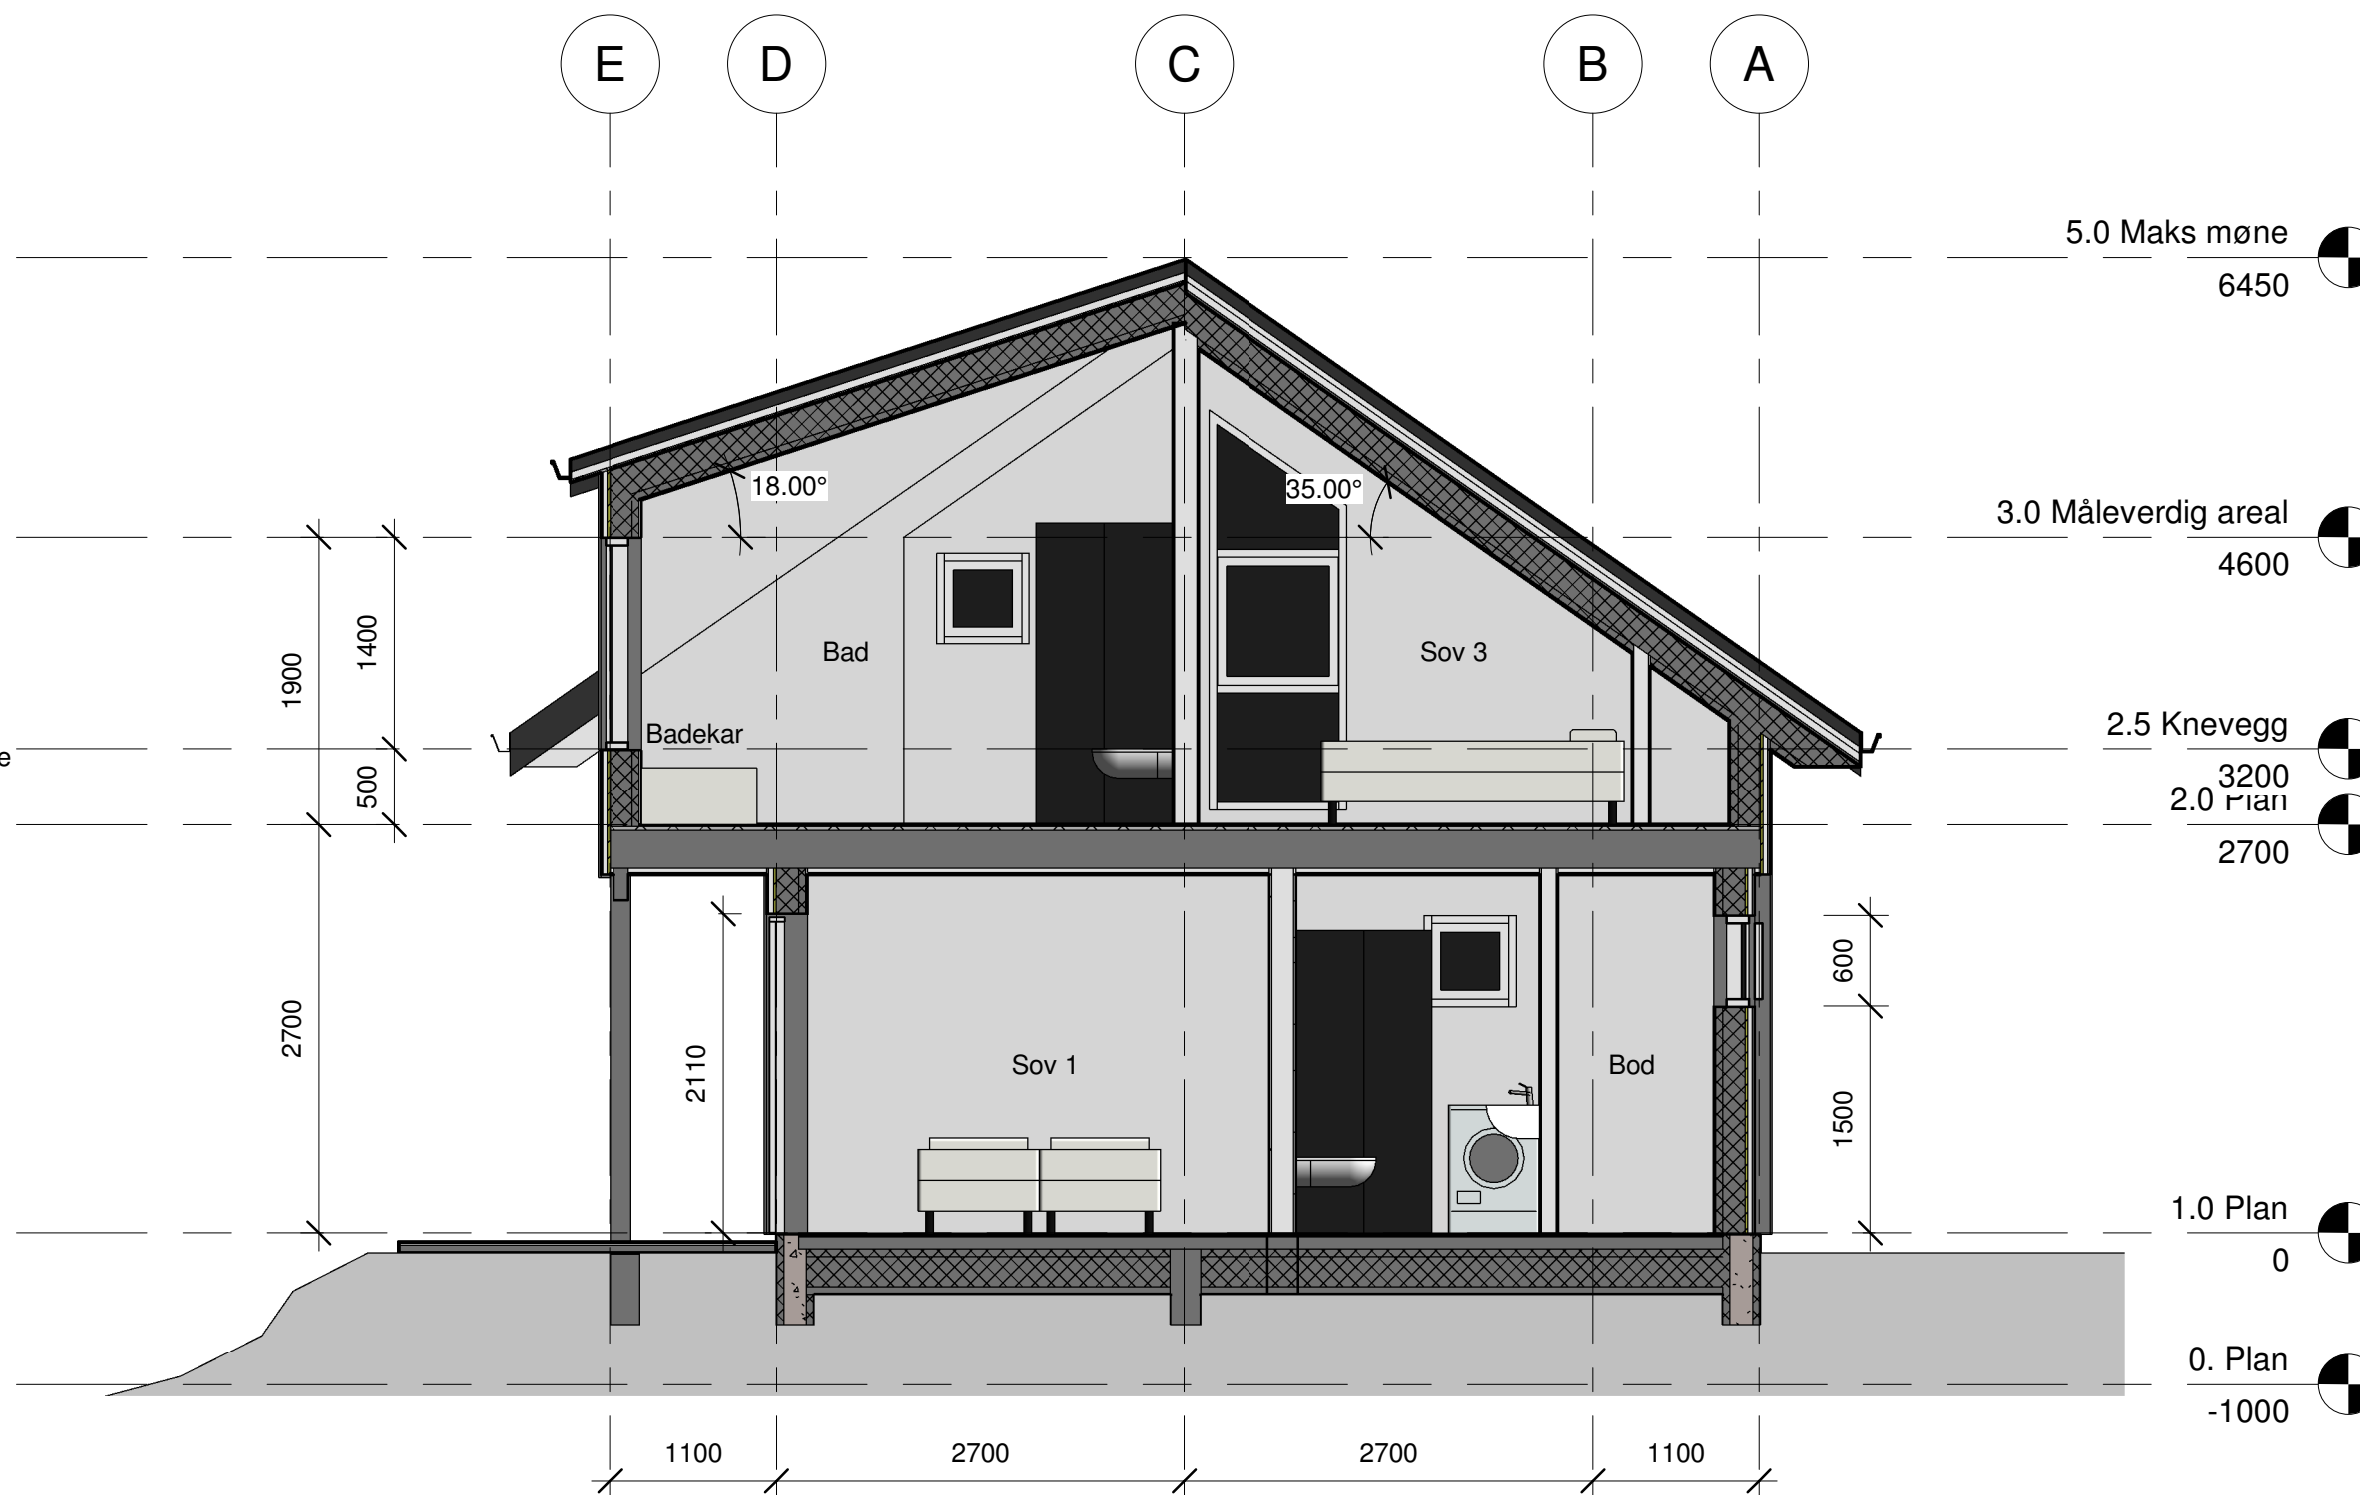 E D C B A
5.0 Maks møne
6450
18.00°
35.00°
3.0 Måleverdig areal
4600
1900
1400
Bad
Sov 3
Badekar
2.5 Knevegg
e
3200
500
2.0 Plan
2700
2700
2110
Sov 1
Bod
600
1500
1.0 Plan
0
0. Plan
-1000
1100 2700 2700 1100